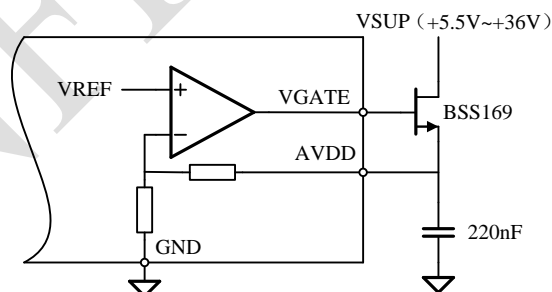 VSUP（+5.5V~+36V）
VREF
VGATE
BSS169
AVDD
GND
220nF